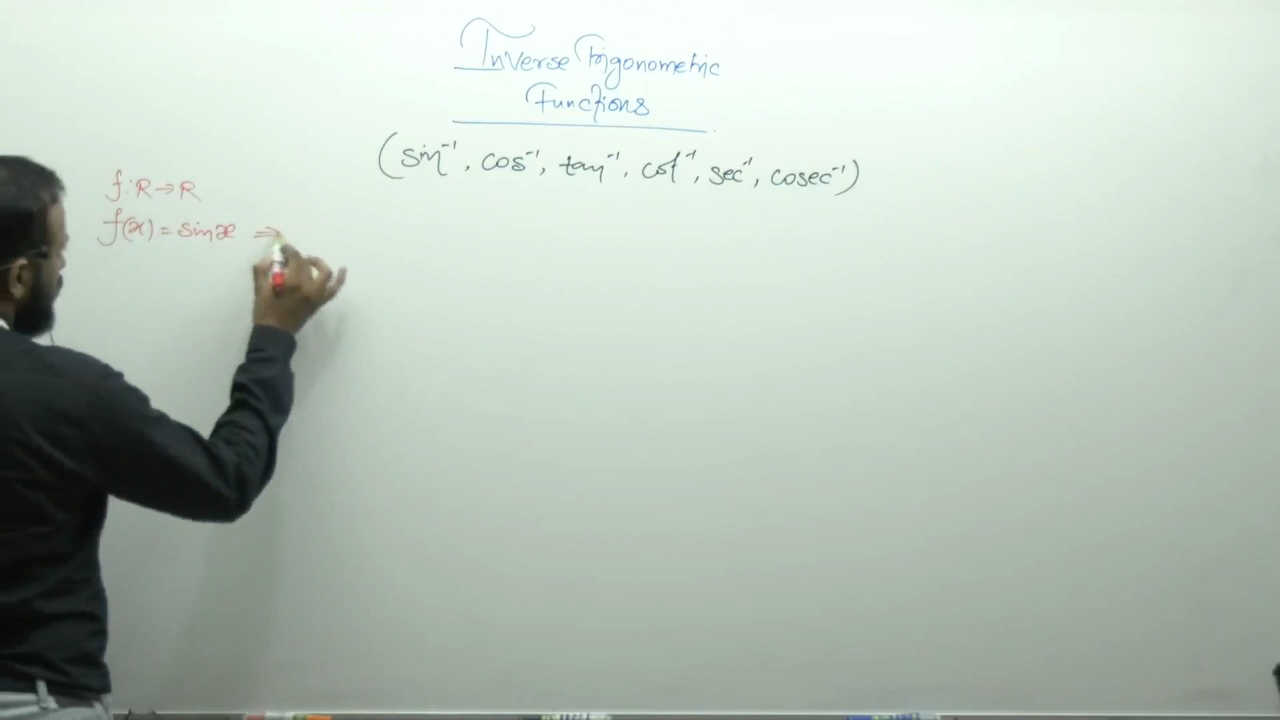 Inverse Trigonometric
Functions
(sin⁻¹, cos⁻¹, tan⁻¹, cot⁻¹, sec⁻¹, cosec⁻¹)
f: R→R
f(x) = sin x ⇒